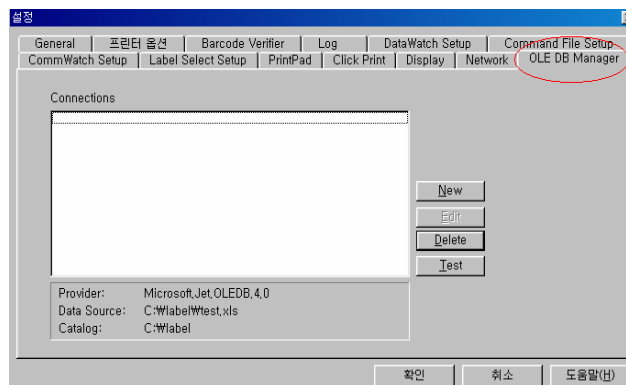 설정
General 프린터 옵션 Barcode Verifier Log DataWatch Setup Command File Setup
CommWatch Setup Label Select Setup PrintPad Click Print Display Network OLE DB Manager
Connections
New
Edit
Delete
Test
Provider: Microsoft,Jet,OLEDB,4,0
Data Source: C:₩label₩test,xls
Catalog: C:₩label
확인 취소 도움말(H)